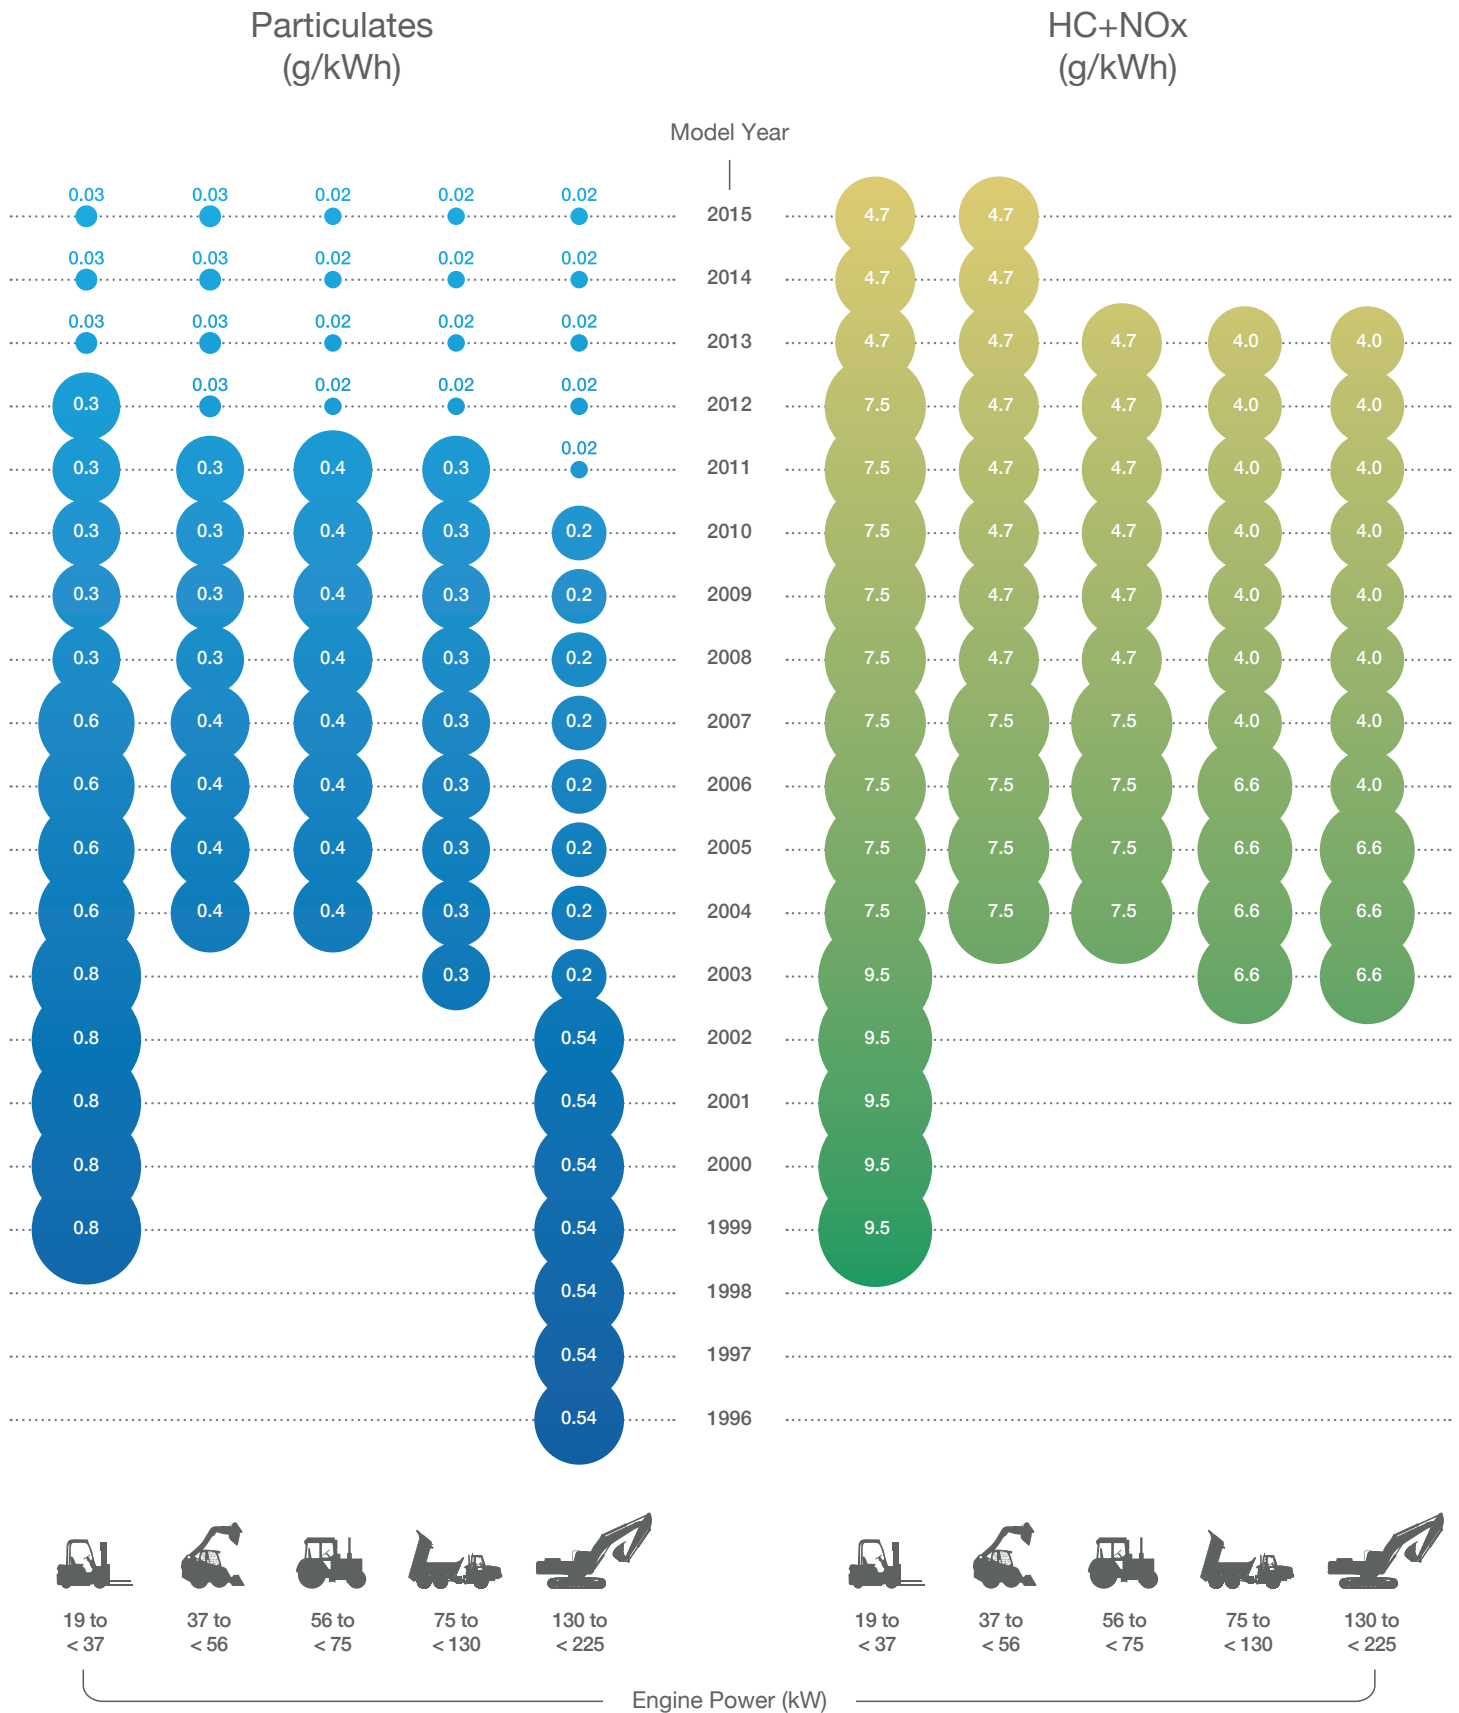 Particulates
(g/kWh)
HC+NOx
(g/kWh)
Model Year
0.03 0.03 0.02 0.02 0.02 2015 4.7 4.7
0.03 0.03 0.02 0.02 0.02 2014 4.7 4.7
0.03 0.03 0.02 0.02 0.02 2013 4.7 4.7 4.7 4.0 4.0
0.3 0.03 0.02 0.02 0.02 2012 7.5 4.7 4.7 4.0 4.0
0.3 0.3 0.4 0.3 0.02 2011 7.5 4.7 4.7 4.0 4.0
0.3 0.3 0.4 0.3 0.2 2010 7.5 4.7 4.7 4.0 4.0
0.3 0.3 0.4 0.3 0.2 2009 7.5 4.7 4.7 4.0 4.0
0.3 0.3 0.4 0.3 0.2 2008 7.5 4.7 4.7 4.0 4.0
0.6 0.4 0.4 0.3 0.2 2007 7.5 7.5 7.5 4.0 4.0
0.6 0.4 0.4 0.3 0.2 2006 7.5 7.5 7.5 6.6 4.0
0.6 0.4 0.4 0.3 0.2 2005 7.5 7.5 7.5 6.6 6.6
0.6 0.4 0.4 0.3 0.2 2004 7.5 7.5 7.5 6.6 6.6
0.8 0.3 0.2 2003 9.5 6.6 6.6
0.8 0.54 2002 9.5
0.8 0.54 2001 9.5
0.8 0.54 2000 9.5
0.8 0.54 1999 9.5
0.54 1998
0.54 1997
0.54 1996
19 to 37 to 56 to 75 to 130 to 19 to 37 to 56 to 75 to 130 to
< 37 < 56 < 75 < 130 < 225 < 37 < 56 < 75 < 130 < 225
Engine Power (kW)